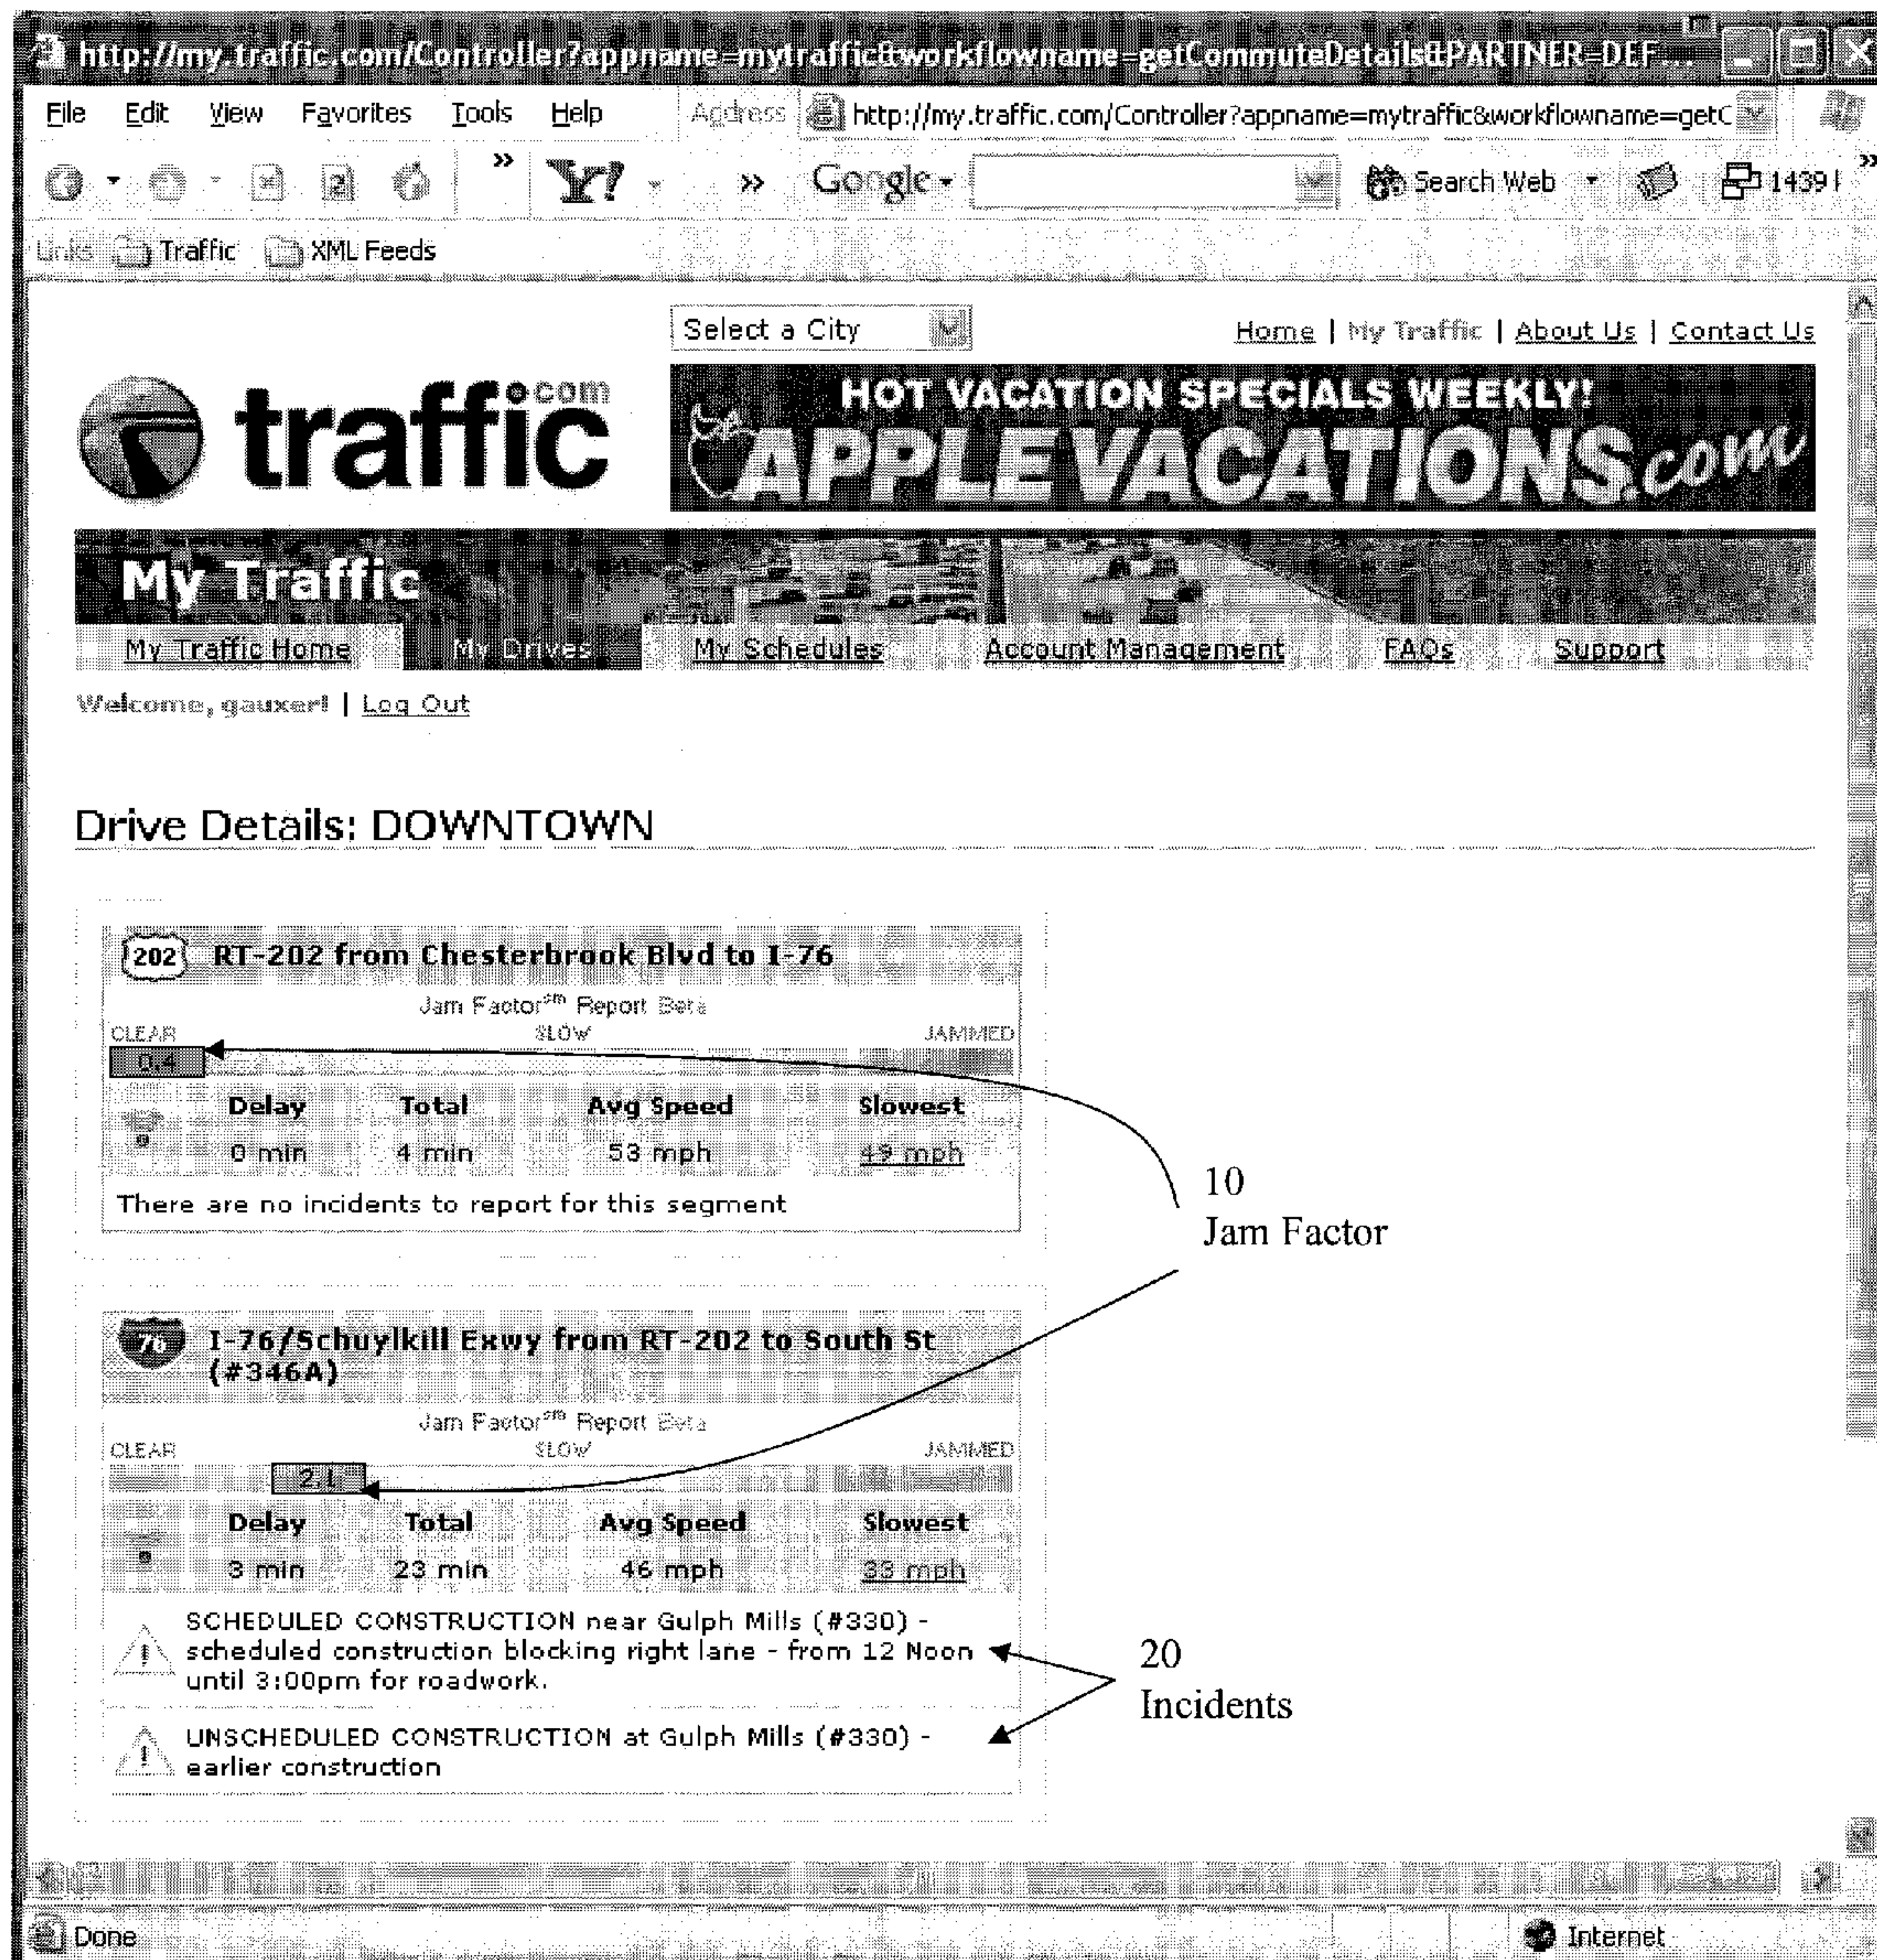 http://my.traffic.com/Controller?appname=mytraffic&workflowname=getCommuteDetails&PARTNER=DEF...
File Edit View Favorites Tools Help Address http://my.traffic.com/Controller?appname=mytraffic&workflowname=getC
» Y! » Google Search Web 1439 »
Links Traffic XML Feeds
Select a City Home | My Traffic | About Us | Contact Us
traffic.com
HOT VACATION SPECIALS WEEKLY!
APPLEVACATIONS.com
My Traffic
My Traffic Home My Drives My Schedules Account Management FAQs Support
Welcome, gauxer! | Log Out
Drive Details: DOWNTOWN
202 RT-202 from Chesterbrook Blvd to I-76
Jam Factor℠ Report Beta
CLEAR SLOW JAMMED
0.4
Delay Total Avg Speed Slowest
0 min 4 min 53 mph 49 mph
There are no incidents to report for this segment
10
Jam Factor
76 I-76/Schuylkill Exwy from RT-202 to South St
(#346A)
Jam Factor℠ Report Beta
CLEAR SLOW JAMMED
2.1
Delay Total Avg Speed Slowest
3 min 23 min 46 mph 33 mph
SCHEDULED CONSTRUCTION near Gulph Mills (#330) -
scheduled construction blocking right lane - from 12 Noon
until 3:00pm for roadwork.
20
Incidents
UNSCHEDULED CONSTRUCTION at Gulph Mills (#330) -
earlier construction
Done Internet